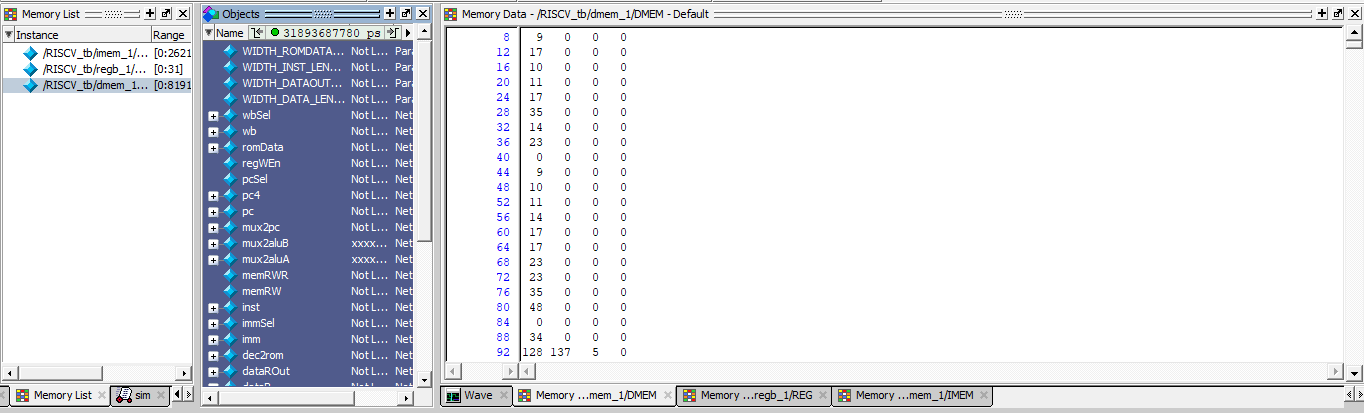 Memory List
Instance Range
/RISCV_tb/imem_1/... [0:2621
/RISCV_tb/regb_1/... [0:31]
/RISCV_tb/dmem_1... [0:8191
Memory List
sim
Objects
Name 31893687780 ps
WIDTH_ROMDATA... Not L... Para
WIDTH_INST_LEN... Not L... Para
WIDTH_DATAOUT... Not L... Para
WIDTH_DATA_LEN... Not L... Para
wbSel Not L... Net
wb Not L... Net
romData Not L... Net
regWEn Not L... Net
pcSel Not L... Net
pc4 Not L... Net
pc Not L... Net
mux2pc Not L... Net
mux2aluB xxxx... Net
mux2aluA xxxx... Net
memRWR Not L... Net
memRW Not L... Net
inst Not L... Net
immSel Not L... Net
imm Not L... Net
dec2rom Not L... Net
dataROut Not L... Net
Memory Data - /RISCV_tb/dmem_1/DMEM - Default
8 9 0 0 0
12 17 0 0 0
16 10 0 0 0
20 11 0 0 0
24 17 0 0 0
28 35 0 0 0
32 14 0 0 0
36 23 0 0 0
40 0 0 0 0
44 9 0 0 0
48 10 0 0 0
52 11 0 0 0
56 14 0 0 0
60 17 0 0 0
64 17 0 0 0
68 23 0 0 0
72 23 0 0 0
76 35 0 0 0
80 48 0 0 0
84 0 0 0 0
88 34 0 0 0
92 128 137 5 0
Wave
Memory ...mem_1/DMEM
Memory ...regb_1/REG
Memory ...mem_1/IMEM